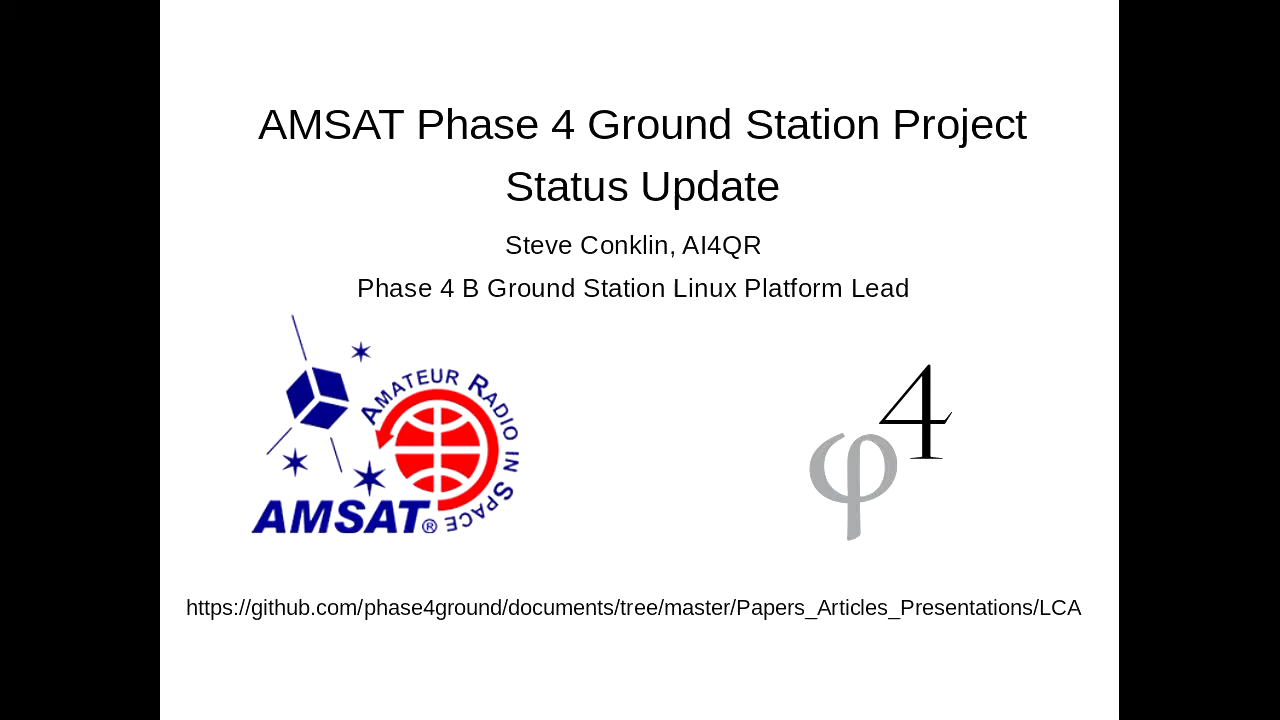 AMSAT Phase 4 Ground Station Project
Status Update
Steve Conklin, AI4QR
Phase 4 B Ground Station Linux Platform Lead
AMATEUR RADIO IN SPACE
AMSAT®
φ4
https://github.com/phase4ground/documents/tree/master/Papers_Articles_Presentations/LCA